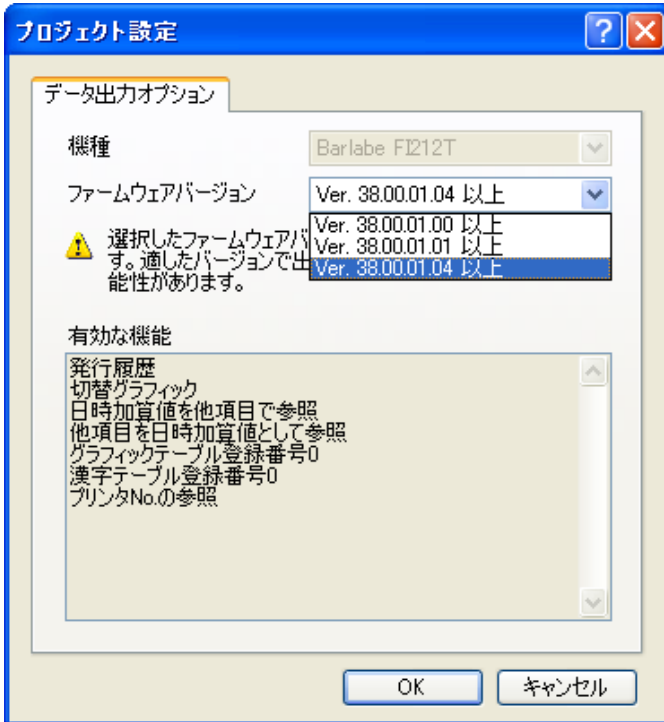 プロジェクト設定
データ出力オプション
機種
Barlabe FI212T
ファームウェアバージョン
Ver. 38.00.01.04 以上
Ver. 38.00.01.00 以上
Ver. 38.00.01.01 以上
Ver. 38.00.01.04 以上
選択したファームウェアバ
す。適したバージョンで出
能性があります。
有効な機能
発行履歴
切替グラフィック
日時加算値を他項目で参照
他項目を日時加算値として参照
グラフィックテーブル登録番号0
漢字テーブル登録番号0
プリンタNo.の参照
OK
キャンセル